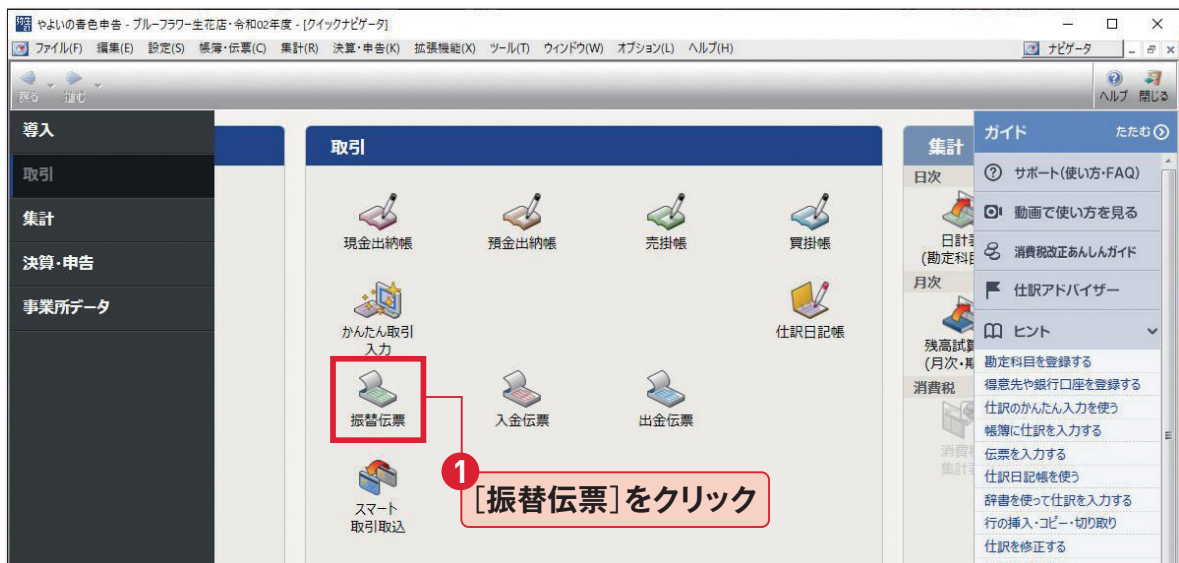 やよいの青色申告 - ブルーフラワー生花店・令和02年度 - [クイックナビゲータ]
ファイル(F) 編集(E) 設定(S) 帳簿・伝票(C) 集計(R) 決算・申告(K) 拡張機能(X) ツール(T) ウィンドウ(W) オプション(L) ヘルプ(H) ナビゲータ
戻る 進む ヘルプ 閉じる
導入
取引
集計
決算・申告
事業所データ
取引
現金出納帳 預金出納帳 売掛帳 買掛帳
かんたん取引
入力
仕訳日記帳
振替伝票 入金伝票 出金伝票
スマート
取引取込
1
[振替伝票]をクリック
集計
日次
日計
(勘定科
月次
残高試
(月次・期
消費税
消費
集計
ガイド たたむ
サポート(使い方・FAQ)
動画で使い方を見る
消費税改正あんしんガイド
仕訳アドバイザー
ヒント
勘定科目を登録する
得意先や銀行口座を登録する
仕訳のかんたん入力を使う
帳簿に仕訳を入力する
伝票を入力する
仕訳日記帳を使う
辞書を使って仕訳を入力する
行の挿入・コピー・切り取り
仕訳を修正する